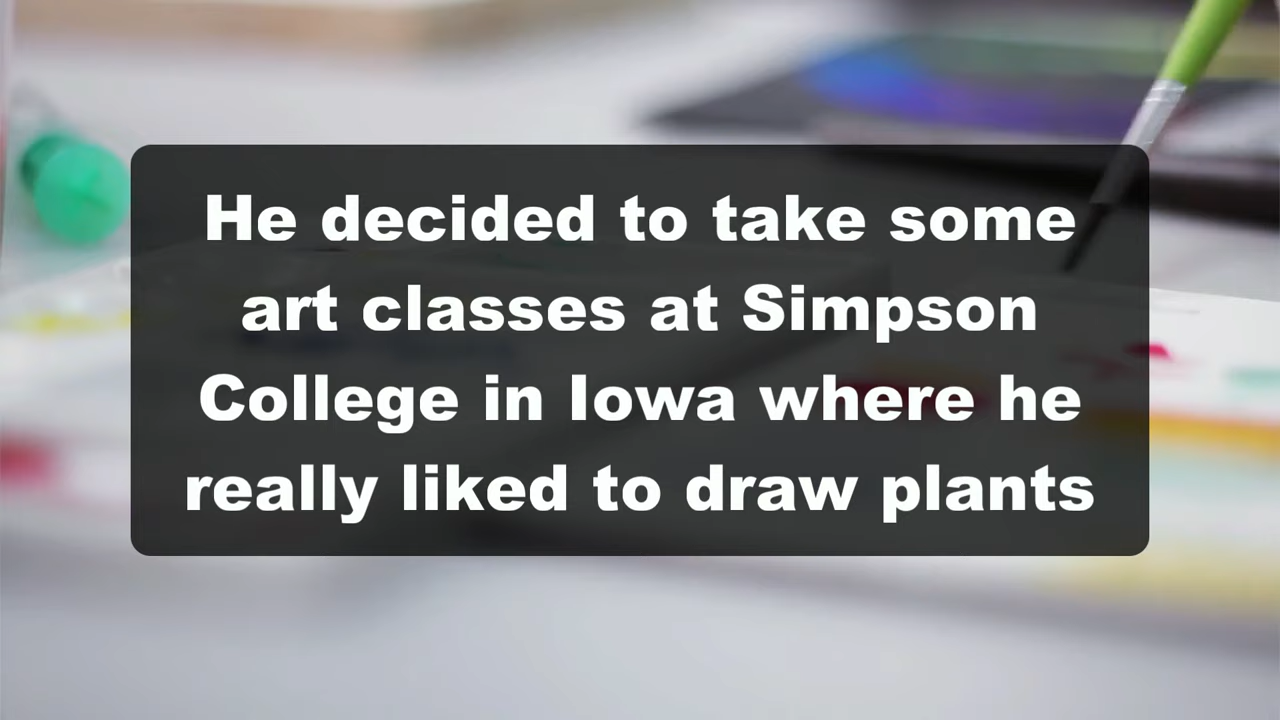 He decided to take some
art classes at Simpson
College in Iowa where he
really liked to draw plants